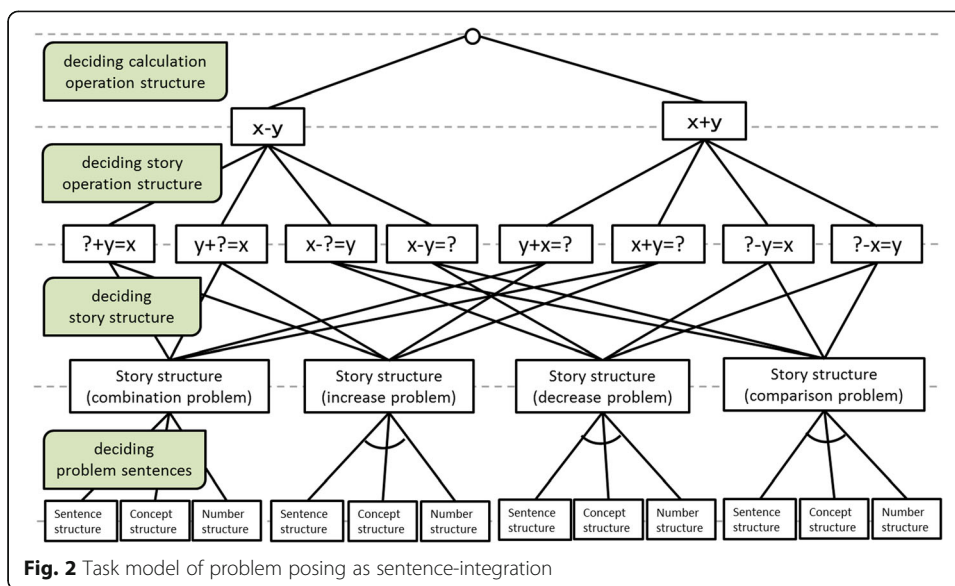 deciding calculation
operation structure
x-y
x+y
deciding story
operation structure
?+y=x
y+?=x
x-?=y
x-y=?
y+x=?
x+y=?
?-y=x
?-x=y
deciding
story structure
Story structure
(combination problem)
Story structure
(increase problem)
Story structure
(decrease problem)
Story structure
(comparison problem)
deciding
problem sentences
Sentence
structure
Concept
structure
Number
structure
Sentence
structure
Concept
structure
Number
structure
Sentence
structure
Concept
structure
Number
structure
Sentence
structure
Concept
structure
Number
structure
Fig. 2 Task model of problem posing as sentence-integration